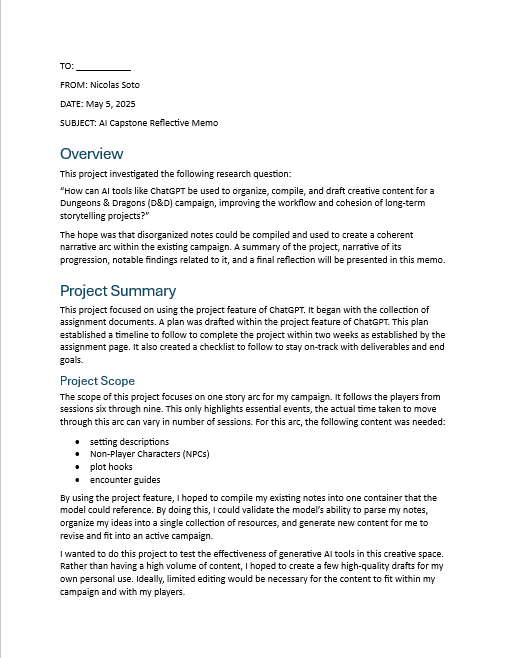 TO: ____________
FROM: Nicolas Soto
DATE: May 5, 2025
SUBJECT: AI Capstone Reflective Memo
Overview
This project investigated the following research question:
“How can AI tools like ChatGPT be used to organize, compile, and draft creative content for a
Dungeons & Dragons (D&D) campaign, improving the workflow and cohesion of long-term
storytelling projects?”
The hope was that disorganized notes could be compiled and used to create a coherent
narrative arc within the existing campaign. A summary of the project, narrative of its
progression, notable findings related to it, and a final reflection will be presented in this memo.
Project Summary
This project focused on using the project feature of ChatGPT. It began with the collection of
assignment documents. A plan was drafted within the project feature of ChatGPT. This plan
established a timeline to follow to complete the project within two weeks as established by the
assignment page. It also created a checklist to follow to stay on-track with deliverables and end
goals.
Project Scope
The scope of this project focuses on one story arc for my campaign. It follows the players from
sessions six through nine. This only highlights essential events, the actual time taken to move
through this arc can vary in number of sessions. For this arc, the following content was needed:
• setting descriptions
• Non-Player Characters (NPCs)
• plot hooks
• encounter guides
By using the project feature, I hoped to compile my existing notes into one container that the
model could reference. By doing this, I could validate the model’s ability to parse my notes,
organize my ideas into a single collection of resources, and generate new content for me to
revise and fit into an active campaign.
I wanted to do this project to test the effectiveness of generative AI tools in this creative space.
Rather than having a high volume of content, I hoped to create a few high-quality drafts for my
own personal use. Ideally, limited editing would be necessary for the content to fit within my
campaign and with my players.